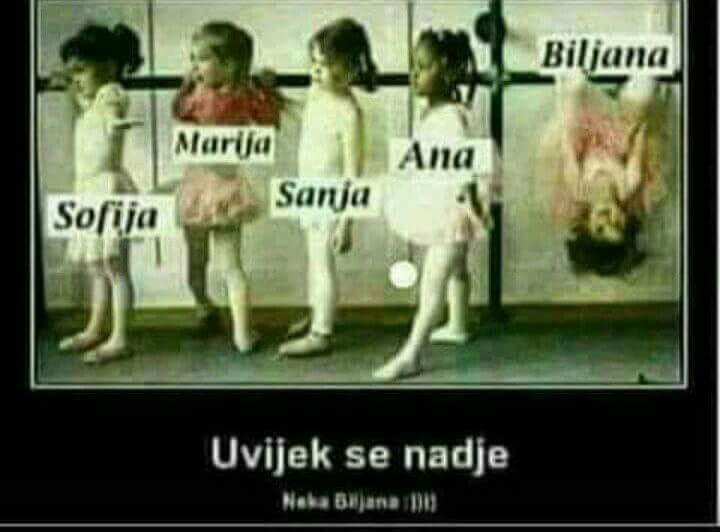 Sofija
Marija
Sanja
Ana
Biljana
Uvijek se nadje
Neka Biljana :))))